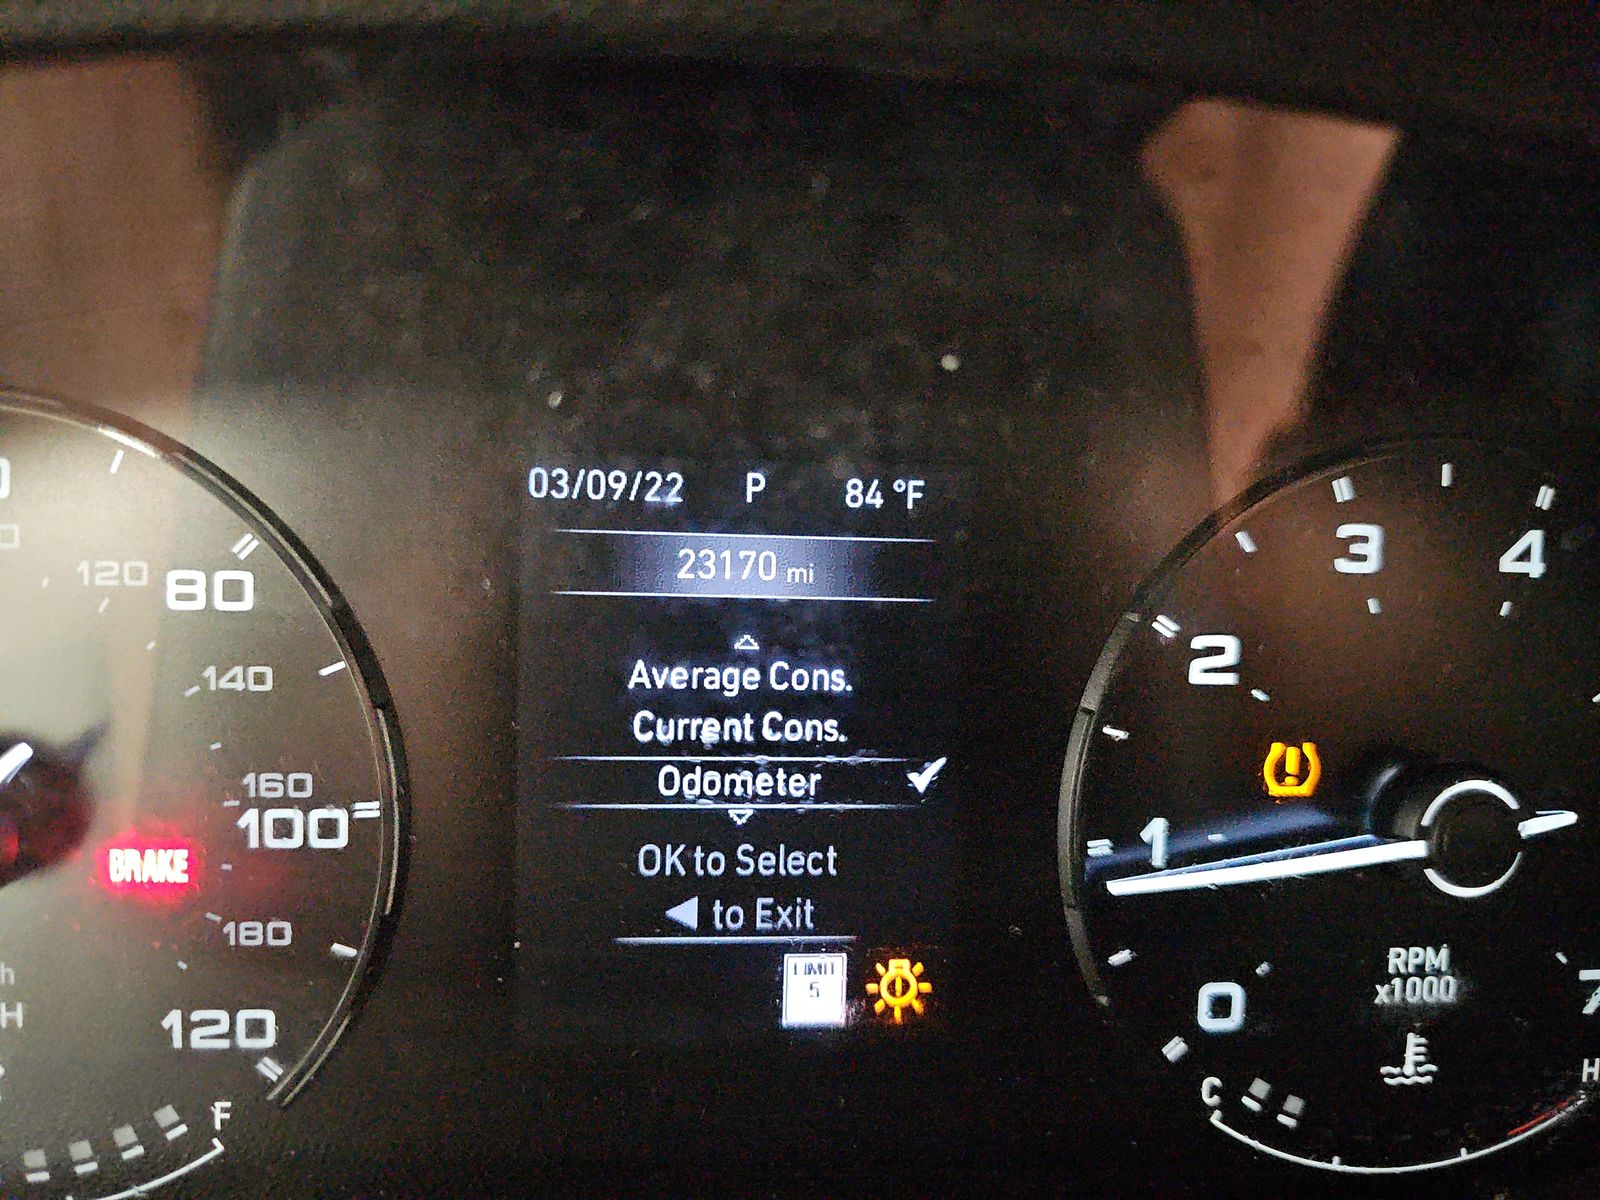 03/09/22 P 84 °F
23170 mi
Average Cons.
Current Cons.
Odometer
OK to Select
to Exit
LIMIT
5
120
80
140
160
100
BRAKE
180
120
F
3
4
2
1
0
RPM
x1000
7
C
H